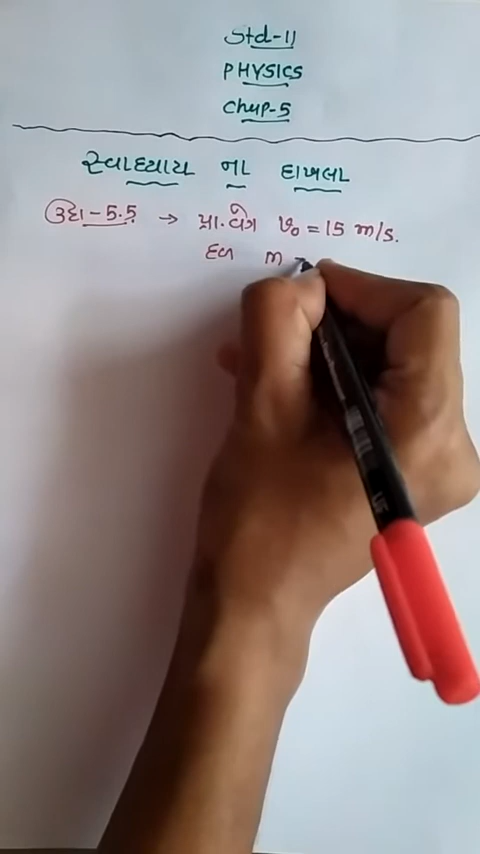 Std-11
PHYSICS
Chap-5
સ્વાધ્યાય ના દાખલા
ઉદા-5.5 → પ્રા.વેગ v₀ = 15 m/s.
દળ m =